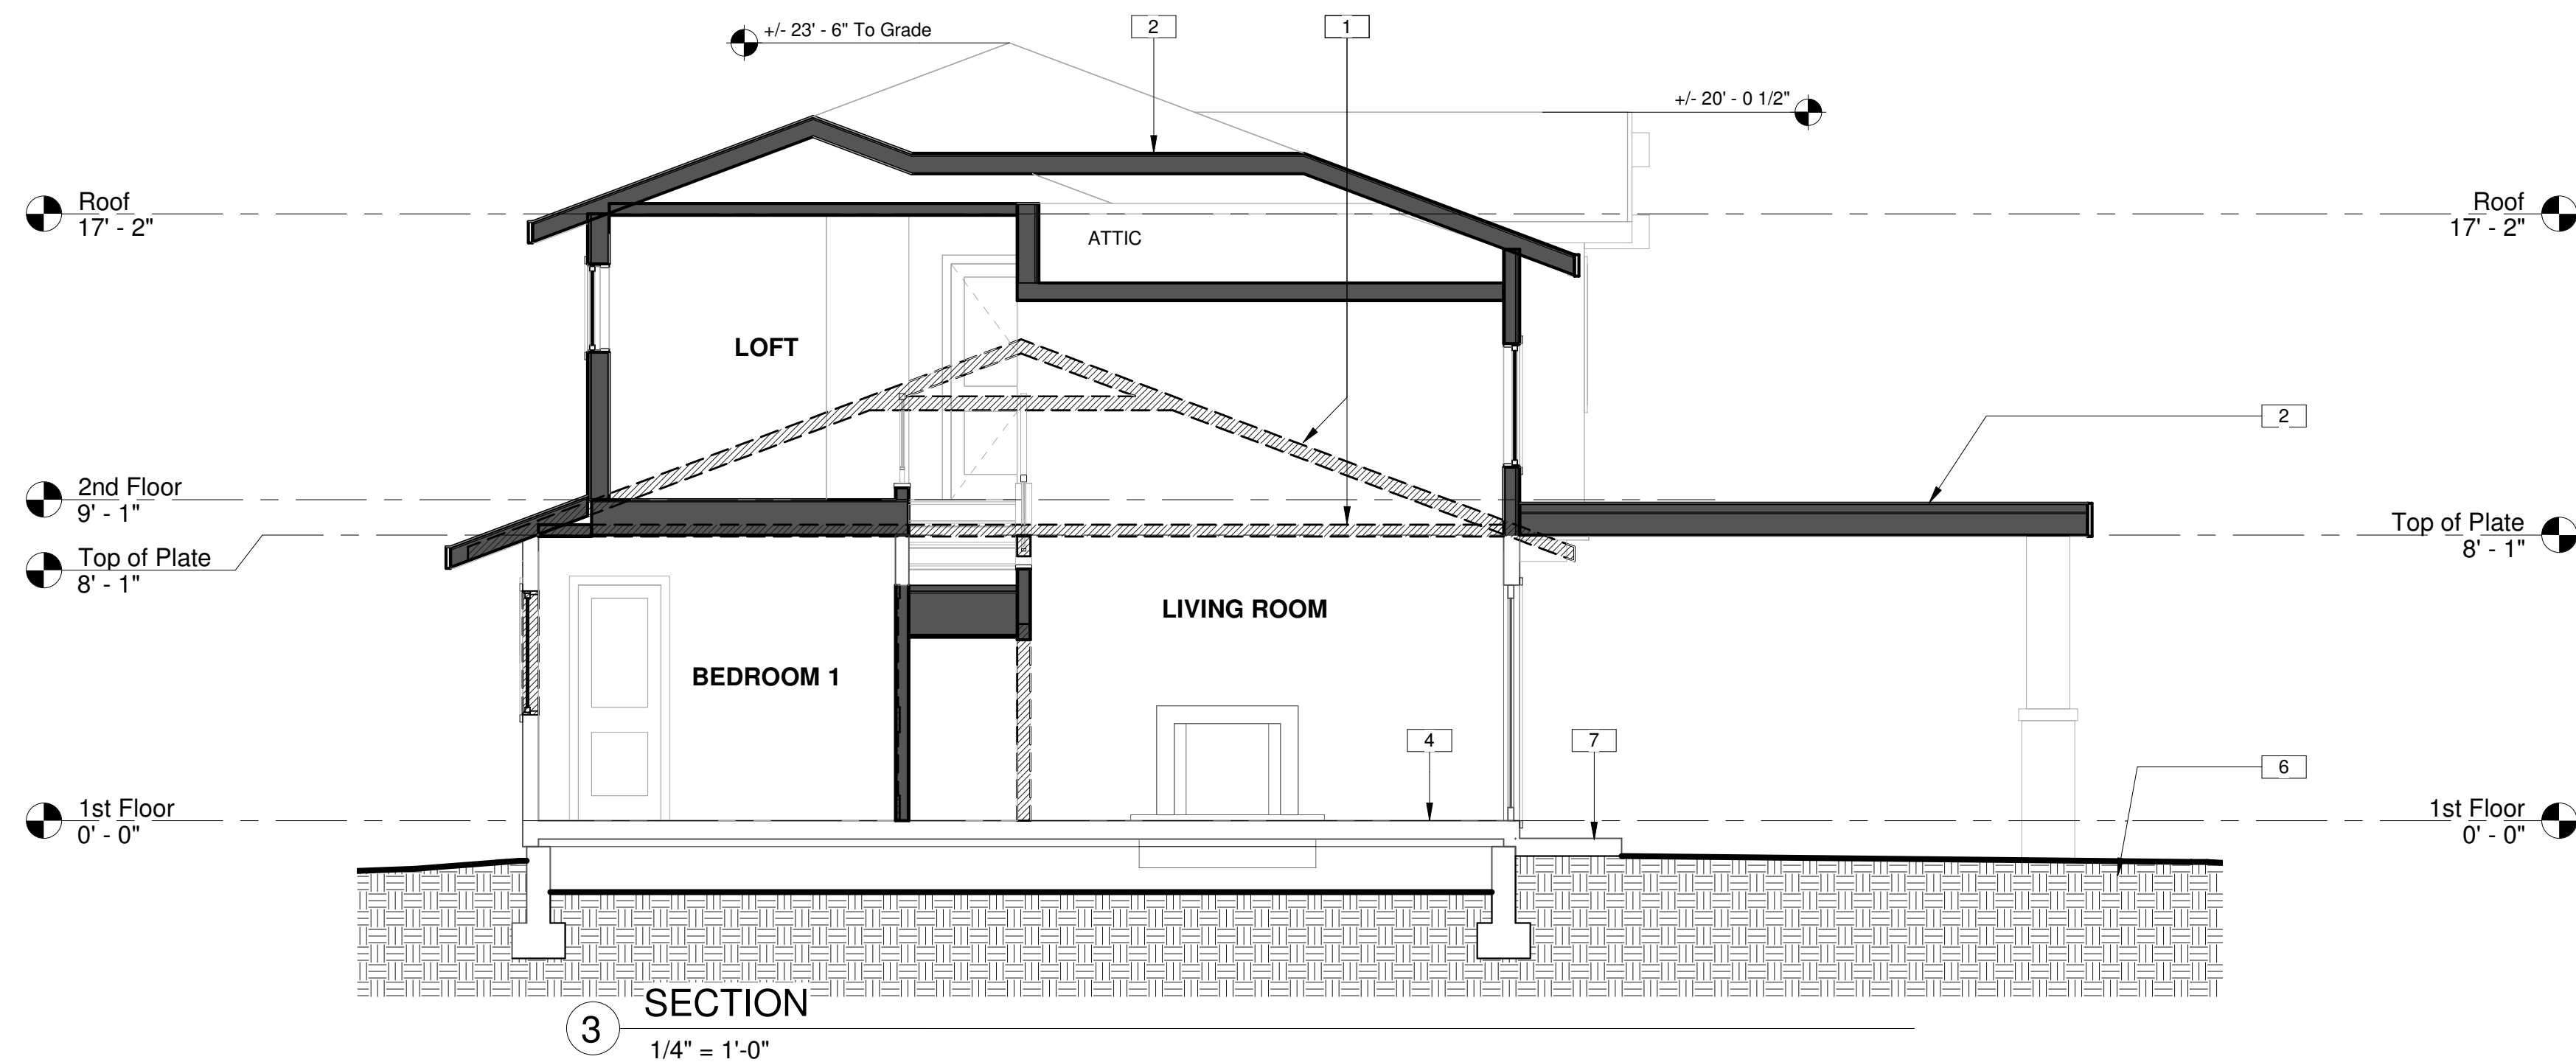 +/- 23' - 6" To Grade
2
1
+/- 20' - 0 1/2"
Roof
17' - 2"
Roof
17' - 2"
ATTIC
LOFT
2
2nd Floor
9' - 1"
Top of Plate
8' - 1"
Top of Plate
8' - 1"
LIVING ROOM
BEDROOM 1
4
7
6
1st Floor
0' - 0"
1st Floor
0' - 0"
SECTION
3
1/4" = 1'-0"